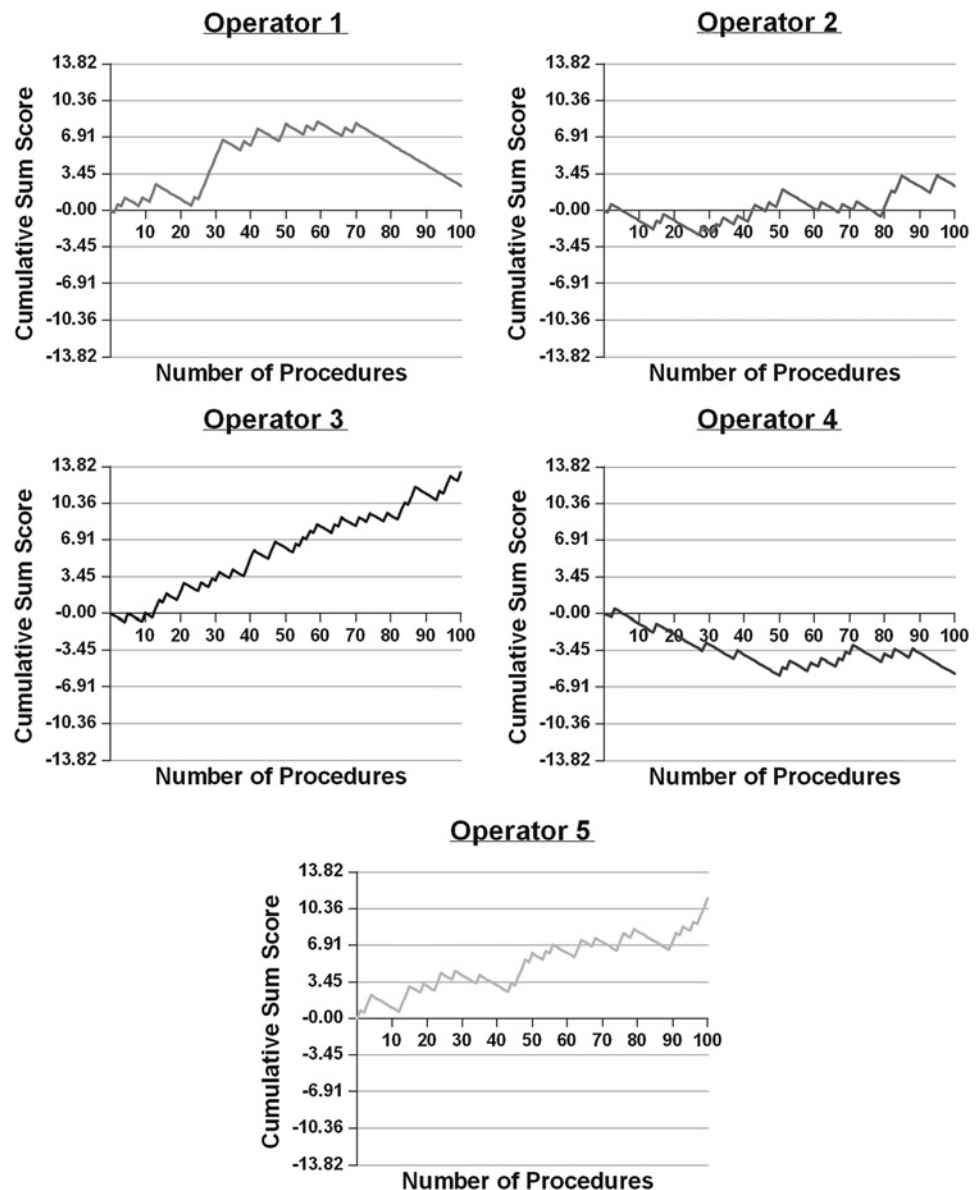 Operator 1
13.82
10.36
6.91
3.45
-0.00
-3.45
-6.91
-10.36
-13.82
10 20 30 40 50 60 70 80 90 100
Cumulative Sum Score
Number of Procedures
Operator 2
13.82
10.36
6.91
3.45
-0.00
-3.45
-6.91
-10.36
-13.82
10 20 30 40 50 60 70 80 90 100
Cumulative Sum Score
Number of Procedures
Operator 3
13.82
10.36
6.91
3.45
-0.00
-3.45
-6.91
-10.36
-13.82
10 20 30 40 50 60 70 80 90 100
Cumulative Sum Score
Number of Procedures
Operator 4
13.82
10.36
6.91
3.45
-0.00
-3.45
-6.91
-10.36
-13.82
10 20 30 40 50 60 70 80 90 100
Cumulative Sum Score
Number of Procedures
Operator 5
13.82
10.36
6.91
3.45
-0.00
-3.45
-6.91
-10.36
-13.82
10 20 30 40 50 60 70 80 90 100
Cumulative Sum Score
Number of Procedures